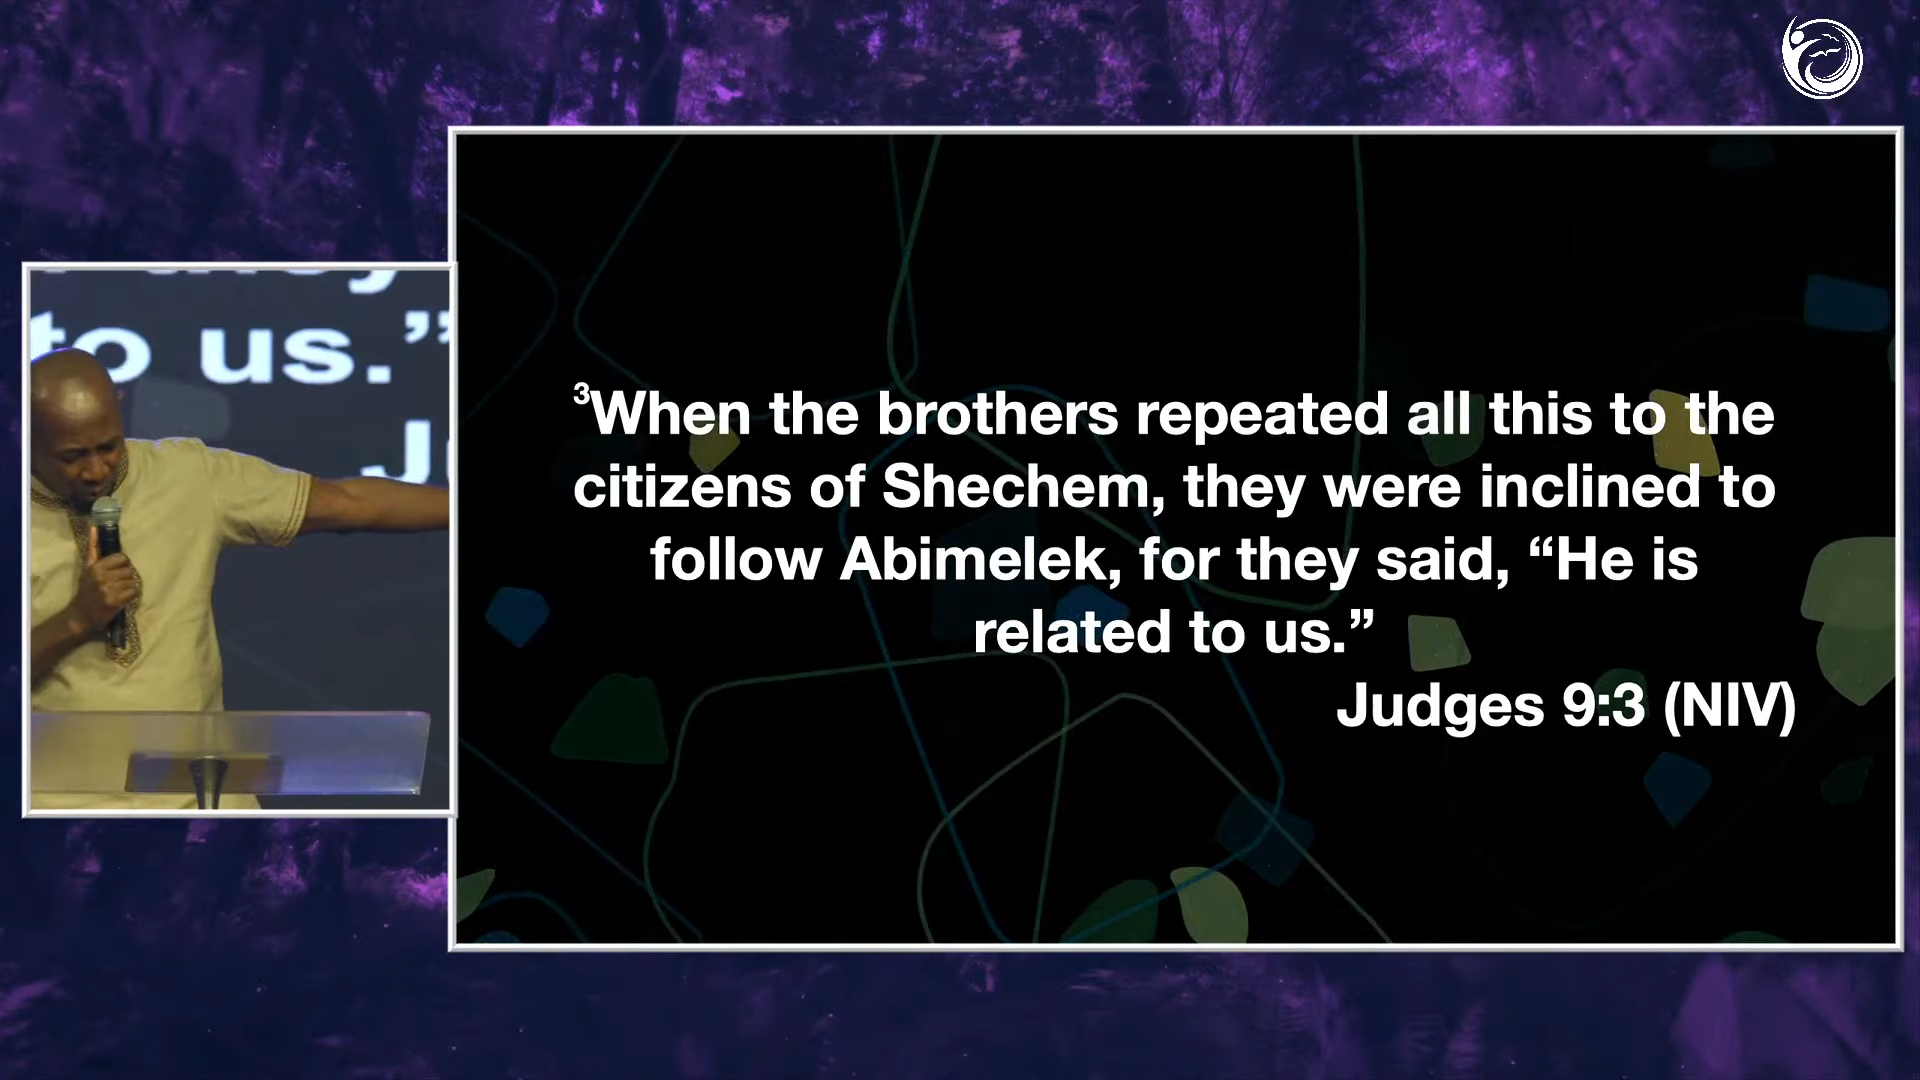 to us.”
³When the brothers repeated all this to the
citizens of Shechem, they were inclined to
follow Abimelek, for they said, “He is
related to us.”
Judges 9:3 (NIV)